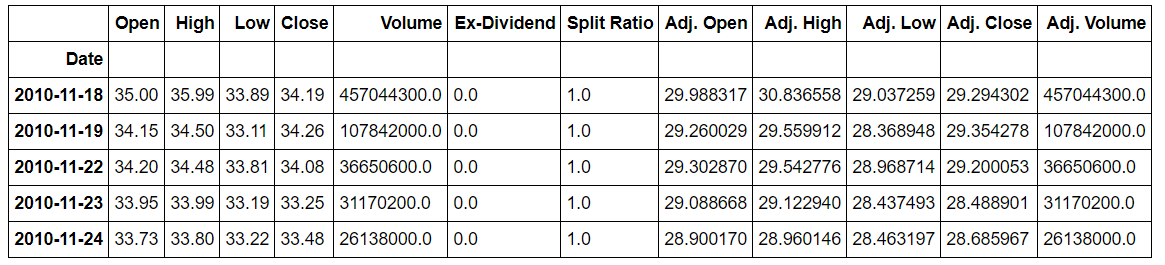 Open High Low Close Volume Ex-Dividend Split Ratio Adj. Open Adj. High Adj. Low Adj. Close Adj. Volume
Date
2010-11-18 35.00 35.99 33.89 34.19 457044300.0 0.0 1.0 29.988317 30.836558 29.037259 29.294302 457044300.0
2010-11-19 34.15 34.50 33.11 34.26 107842000.0 0.0 1.0 29.260029 29.559912 28.368948 29.354278 107842000.0
2010-11-22 34.20 34.48 33.81 34.08 36650600.0 0.0 1.0 29.302870 29.542776 28.968714 29.200053 36650600.0
2010-11-23 33.95 33.99 33.19 33.25 31170200.0 0.0 1.0 29.088668 29.122940 28.437493 28.488901 31170200.0
2010-11-24 33.73 33.80 33.22 33.48 26138000.0 0.0 1.0 28.900170 28.960146 28.463197 28.685967 26138000.0